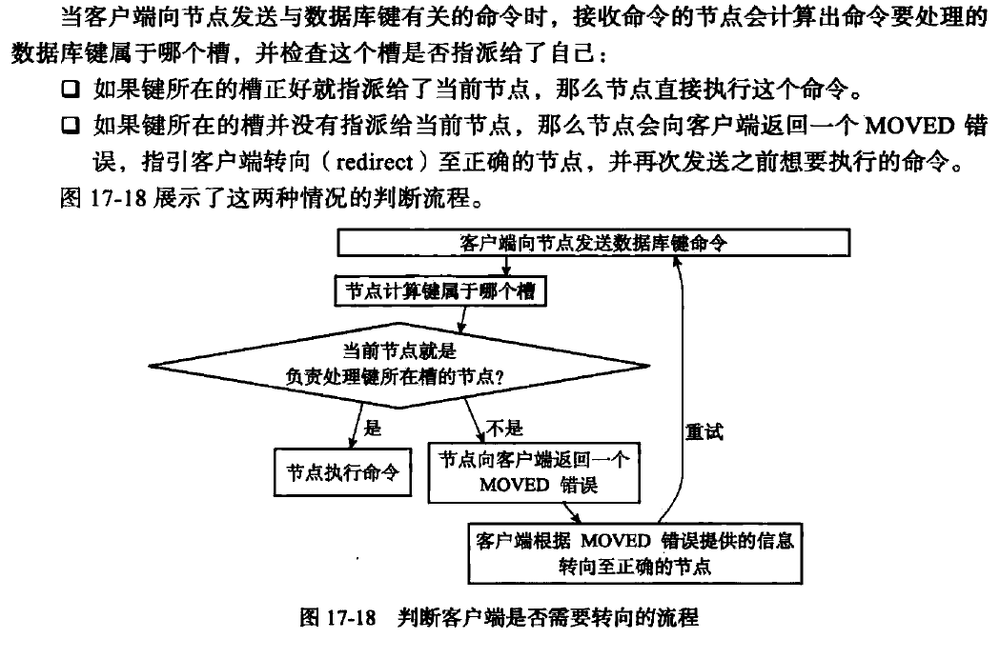 当客户端向节点发送与数据库键有关的命令时，接收命令的节点会计算出命令要处理的
数据库键属于哪个槽，并检查这个槽是否指派给了自己：
❑ 如果键所在的槽正好就指派给了当前节点，那么节点直接执行这个命令。
❑ 如果键所在的槽并没有指派给当前节点，那么节点会向客户端返回一个 MOVED 错
误，指引客户端转向（redirect）至正确的节点，并再次发送之前想要执行的命令。
图 17-18 展示了这两种情况的判断流程。
客户端向节点发送数据库键命令
节点计算键属于哪个槽
当前节点就是
负责处理键所在槽的节点?
是
不是
重试
节点执行命令
节点向客户端返回一个
MOVED 错误
客户端根据 MOVED 错误提供的信息
转向至正确的节点
图 17-18 判断客户端是否需要转向的流程